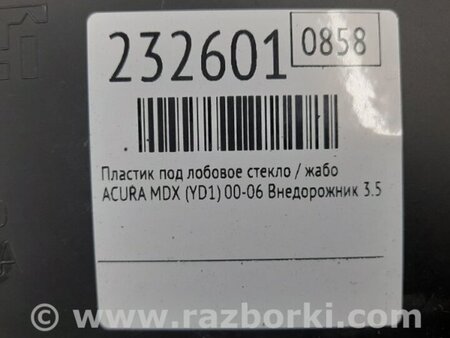 232601
0858
Пластик под лобовое стекло / жабо
ACURA MDX (YD1) 00-06 Внедорожник 3.5
© www.razborki.com